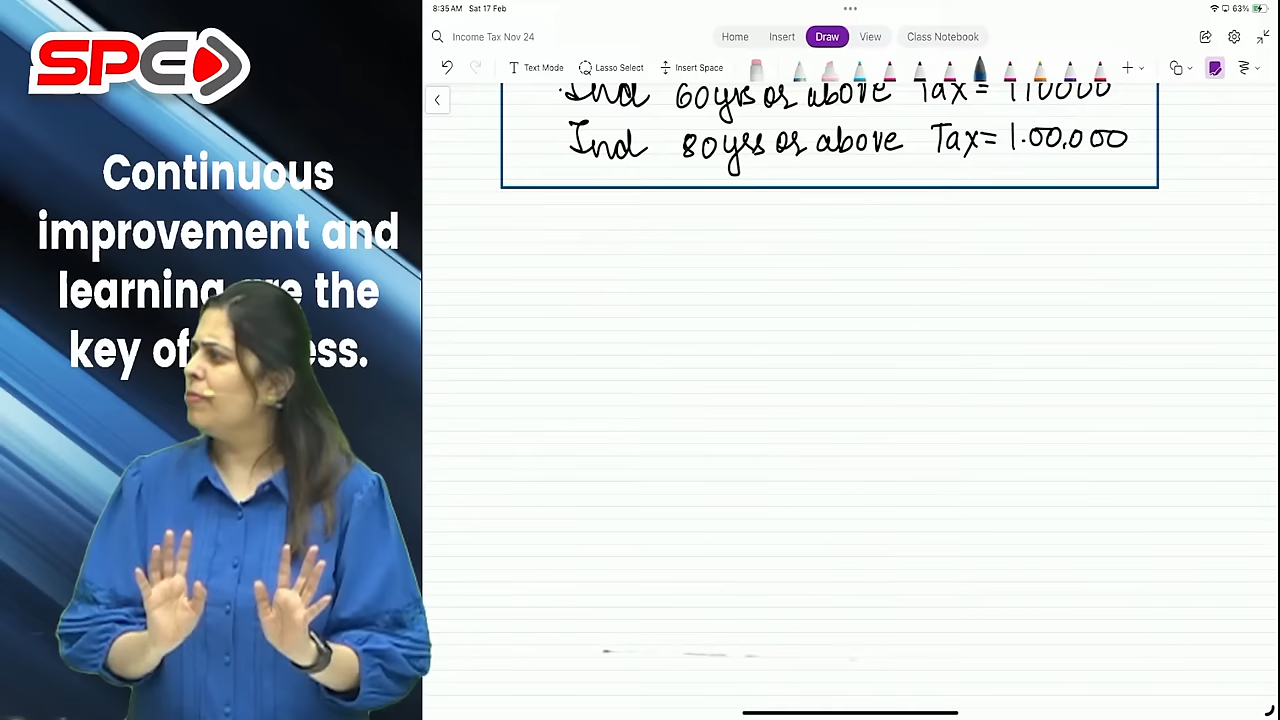 8:35 AM Sat 17 Feb
63%
Income Tax Nov 24
Home Insert Draw View Class Notebook
Text Mode Lasso Select Insert Space
SPE
Continuous
improvement and
learning the
key of
Ind 60yrs or above Tax = 110000
Ind 80yrs or above Tax= 1.00,000